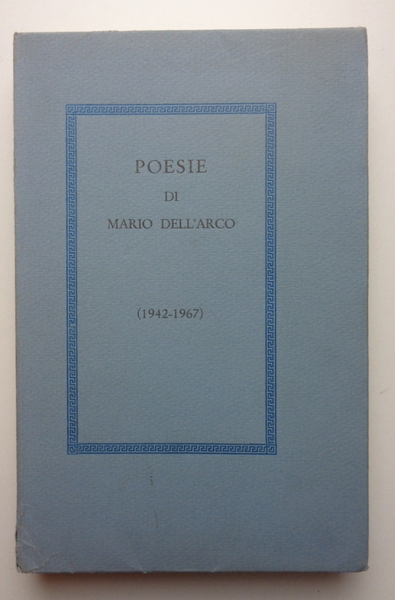 POESIE
DI
MARIO DELL'ARCO
(1942-1967)